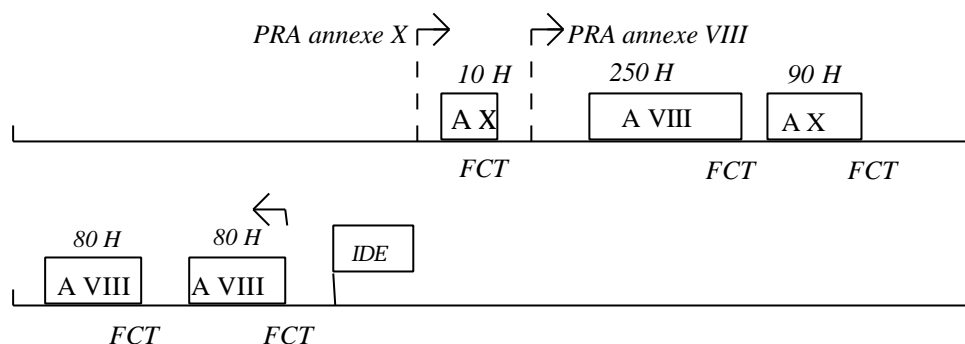 PRA annexe X PRA annexe VIII
10 H 250 H 90 H
A X A VIII A X
FCT FCT FCT
80 H 80 H
IDE
A VIII A VIII
FCT FCT